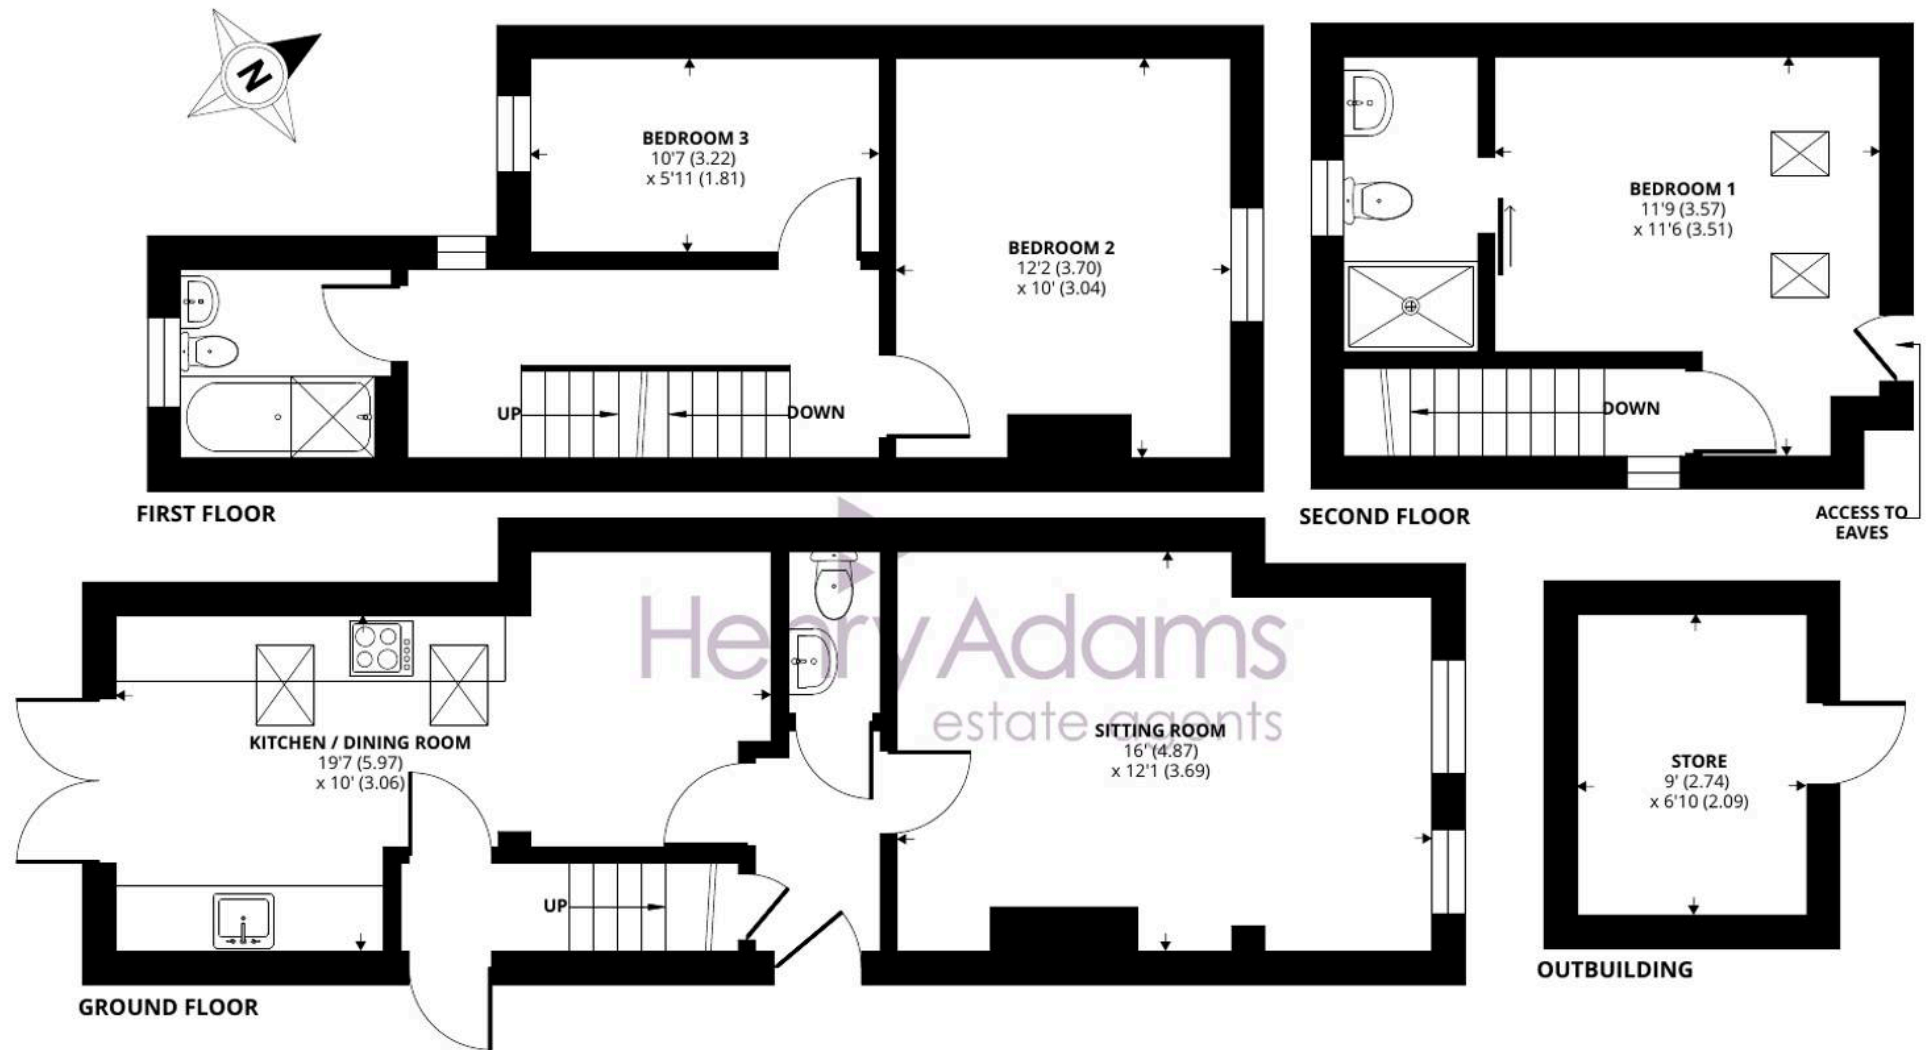 N
BEDROOM 3
10'7 (3.22)
x 5'11 (1.81)
BEDROOM 2
12'2 (3.70)
x 10' (3.04)
UP
DOWN
FIRST FLOOR
BEDROOM 1
11'9 (3.57)
x 11'6 (3.51)
DOWN
SECOND FLOOR
ACCESS TO
EAVES
Henry Adams
estate agents
KITCHEN / DINING ROOM
19'7 (5.97)
x 10' (3.06)
UP
SITTING ROOM
16' (4.87)
x 12'1 (3.69)
GROUND FLOOR
STORE
9' (2.74)
x 6'10 (2.09)
OUTBUILDING